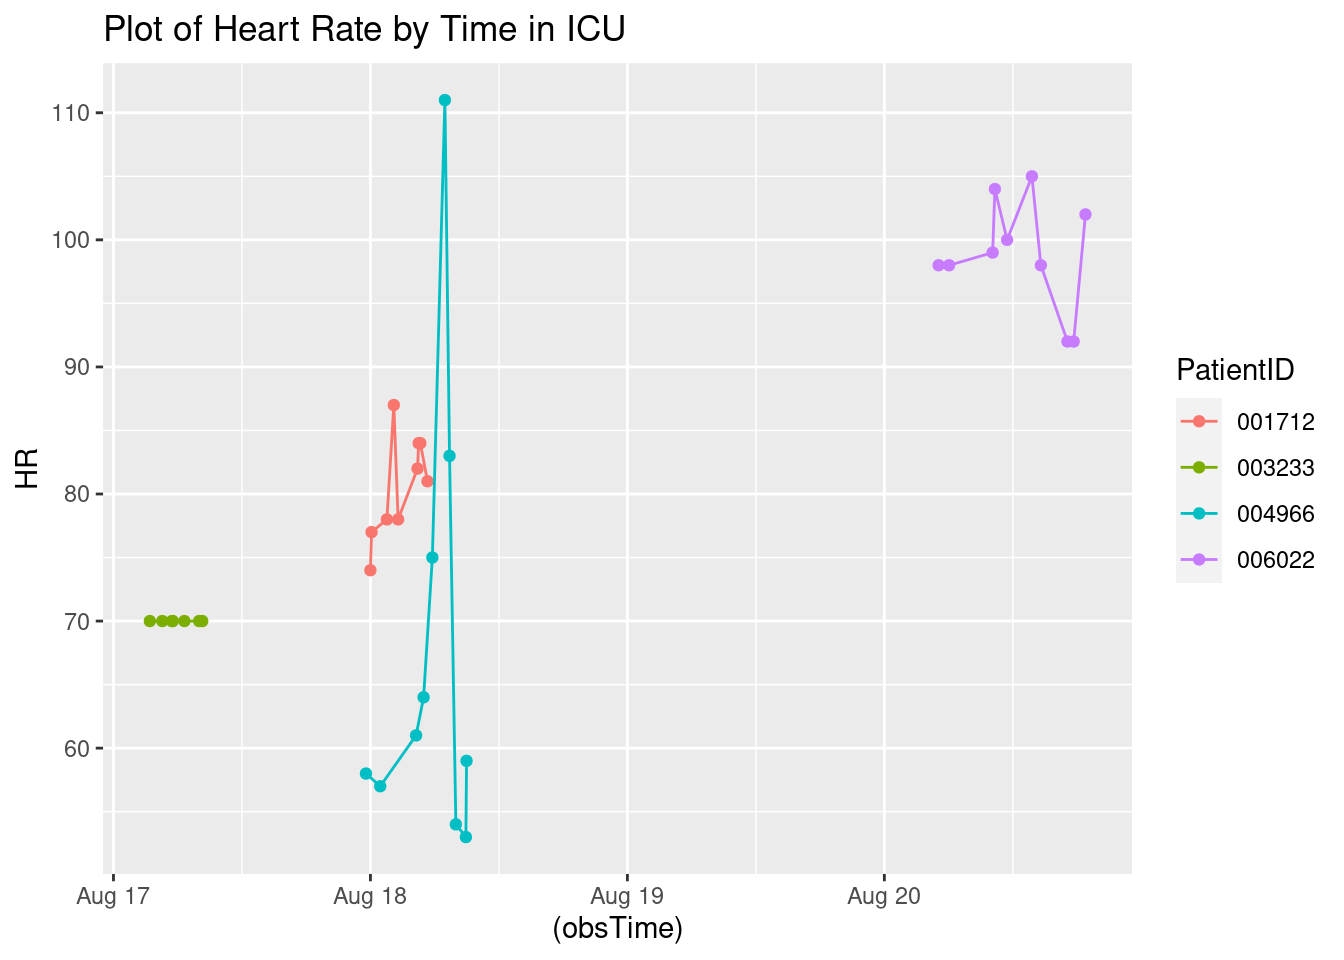 Plot of Heart Rate by Time in ICU
110
100
90
80
70
60
HR
Aug 17
Aug 18
Aug 19
Aug 20
(obsTime)
PatientID
001712
003233
004966
006022